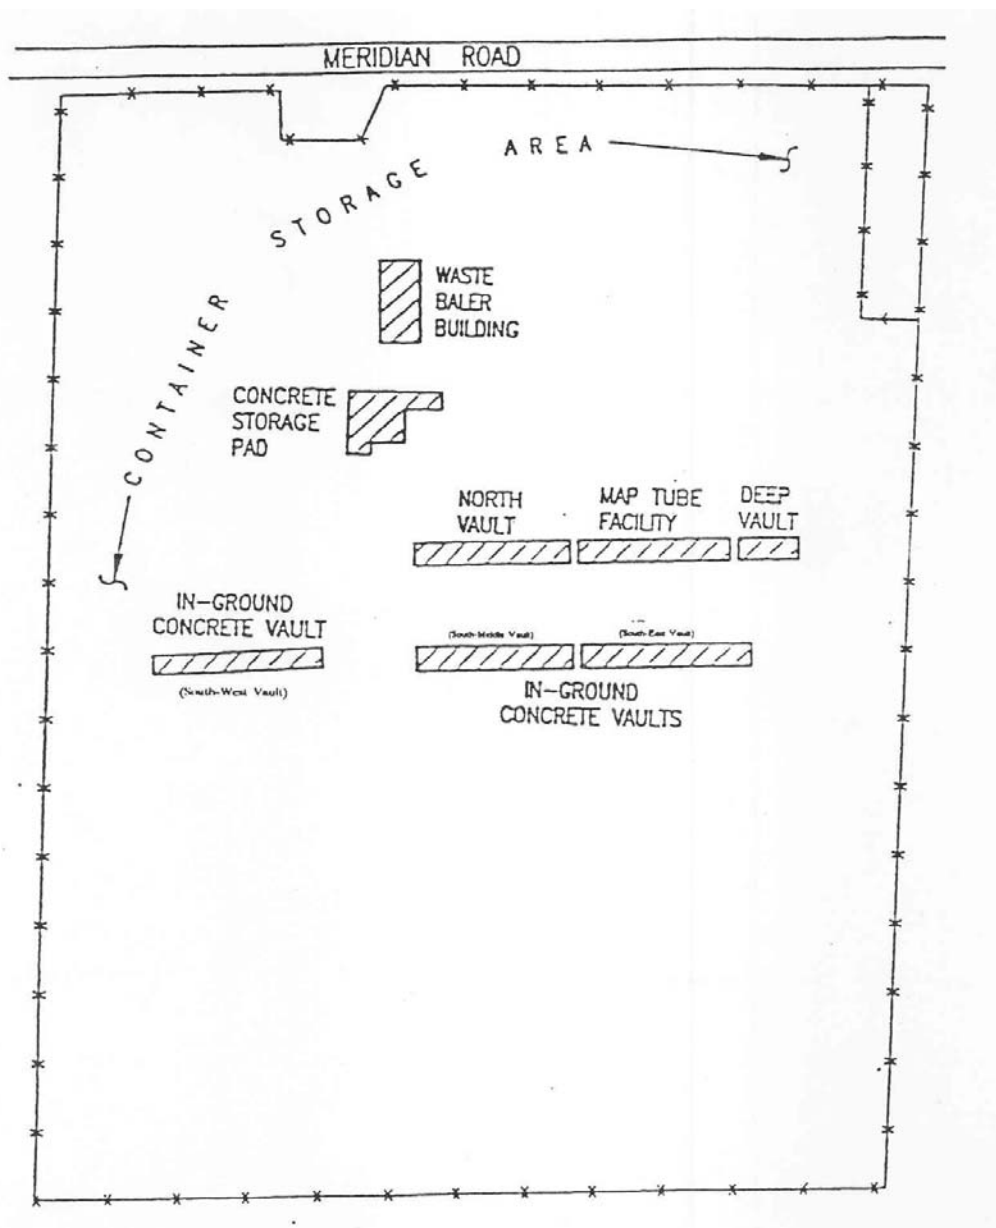 MERIDIAN ROAD
CONTAINER STORAGE AREA
WASTE
BALER
BUILDING
CONCRETE
STORAGE
PAD
NORTH
VAULT
MAP TUBE
FACILITY
DEEP
VAULT
IN-GROUND
CONCRETE VAULT
(South-West Vault)
(South-Middle Vault)
(South-East Vault)
IN-GROUND
CONCRETE VAULTS